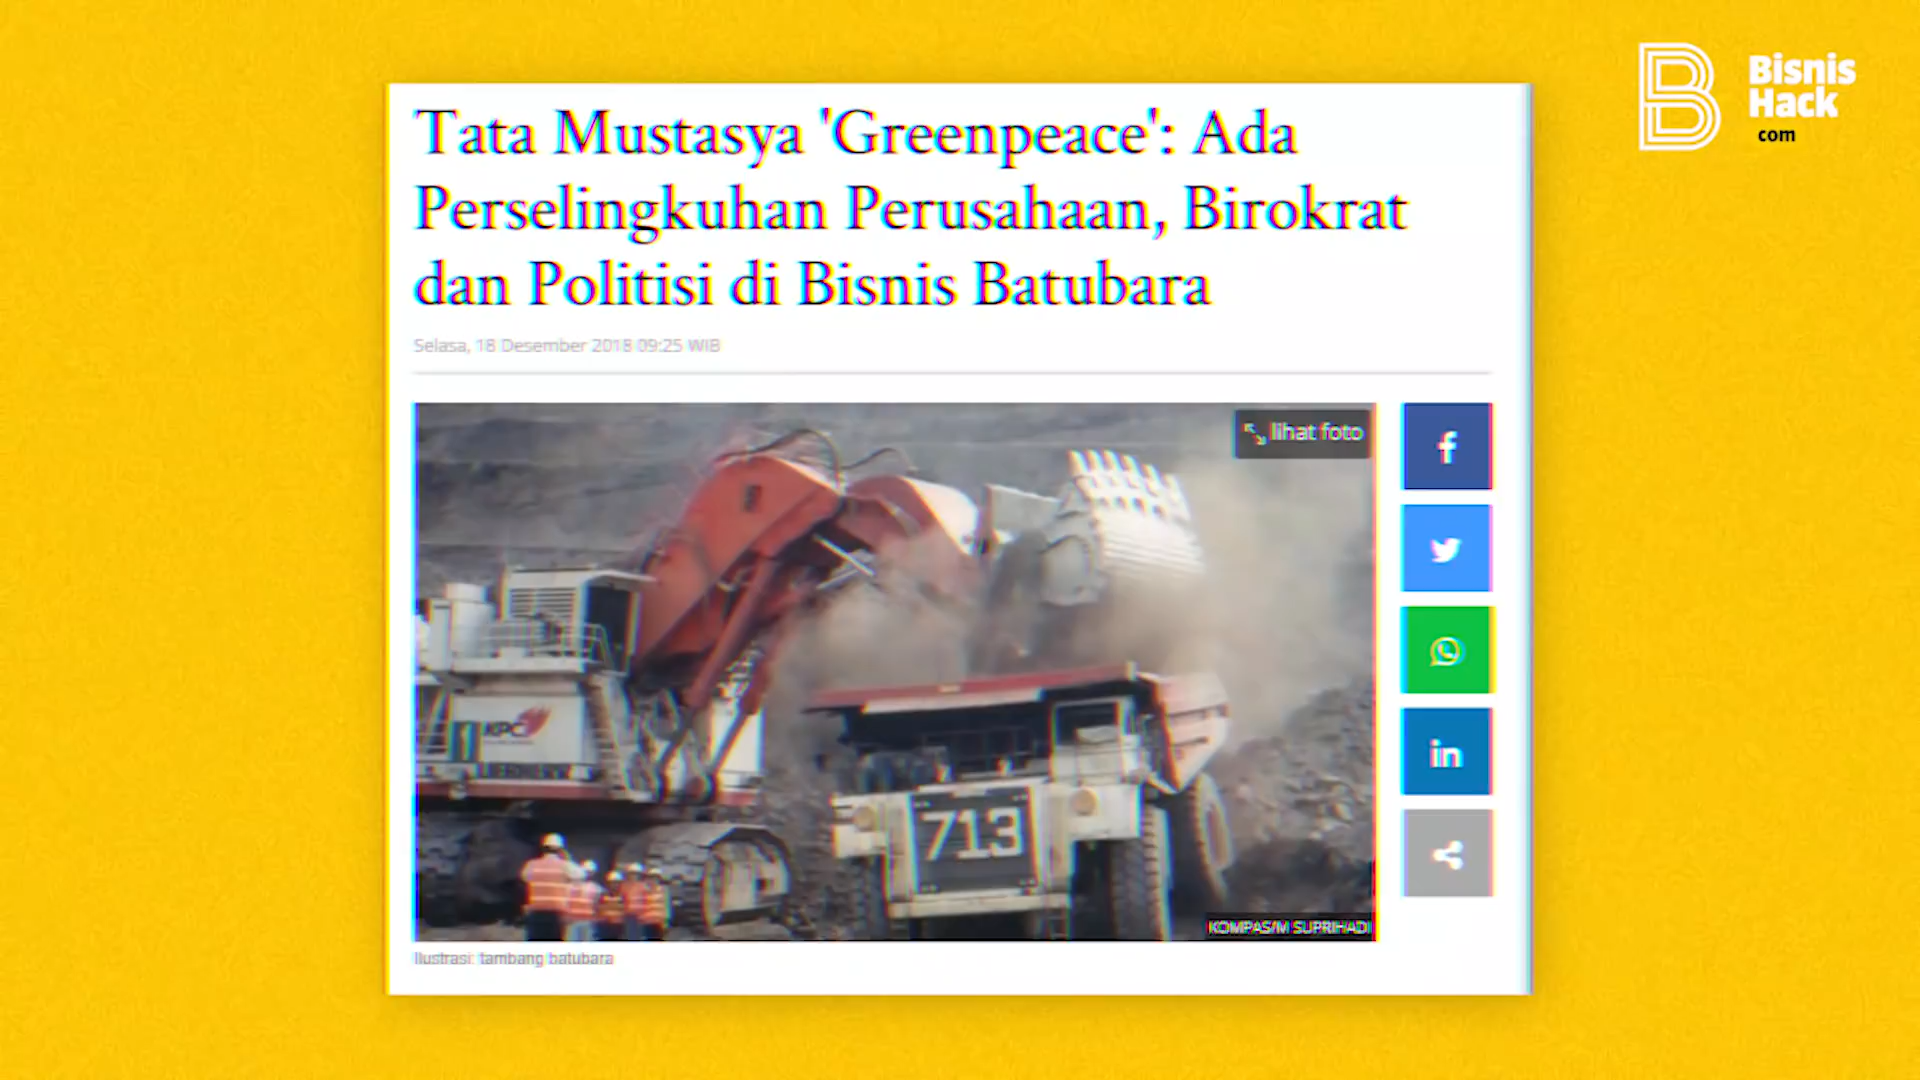 Tata Mustasya 'Greenpeace': Ada
Perselingkuhan Perusahaan, Birokrat
dan Politisi di Bisnis Batubara
Selasa, 18 Desember 2018 09:25 WIB
lihat foto
KPC
713
KOMPAS/M SUPRIHADI
Ilustrasi: tambang batubara
Bisnis
Hack
com